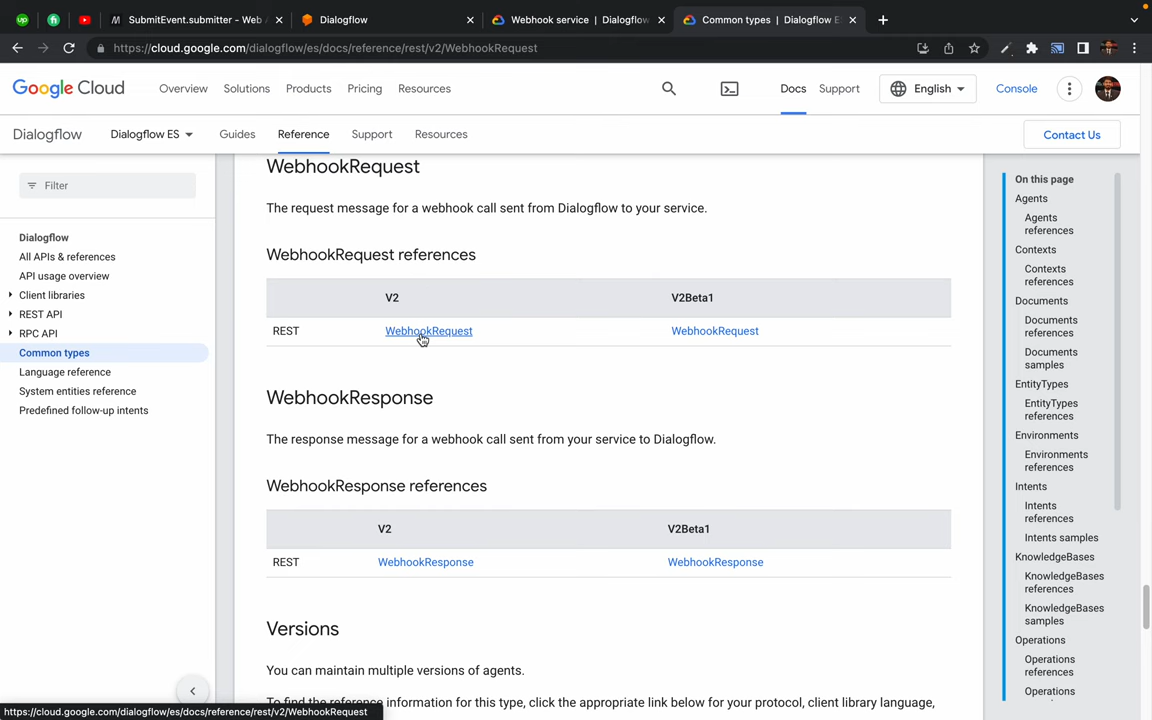 SubmitEvent.submitter - Web
Dialogflow
Webhook service | Dialogflow
Common types | Dialogflow E
https://cloud.google.com/dialogflow/es/docs/reference/rest/v2/WebhookRequest
Google Cloud
Overview
Solutions
Products
Pricing
Resources
Docs
Support
English
Console
Dialogflow
Dialogflow ES
Guides
Reference
Support
Resources
Contact Us
Filter
Dialogflow
All APIs & references
API usage overview
Client libraries
REST API
RPC API
Common types
Language reference
System entities reference
Predefined follow-up intents
WebhookRequest
The request message for a webhook call sent from Dialogflow to your service.
WebhookRequest references
V2 V2Beta1
REST WebhookRequest WebhookRequest
WebhookResponse
The response message for a webhook call sent from your service to Dialogflow.
WebhookResponse references
V2 V2Beta1
REST WebhookResponse WebhookResponse
Versions
You can maintain multiple versions of agents.
To find the reference information for this type, click the appropriate link below for your protocol, client library language,
On this page
Agents
Agents
references
Contexts
Contexts
references
Documents
Documents
references
Documents
samples
EntityTypes
EntityTypes
references
Environments
Environments
references
Intents
Intents
references
Intents samples
KnowledgeBases
KnowledgeBases
references
KnowledgeBases
samples
Operations
Operations
references
Operations
https://cloud.google.com/dialogflow/es/docs/reference/rest/v2/WebhookRequest